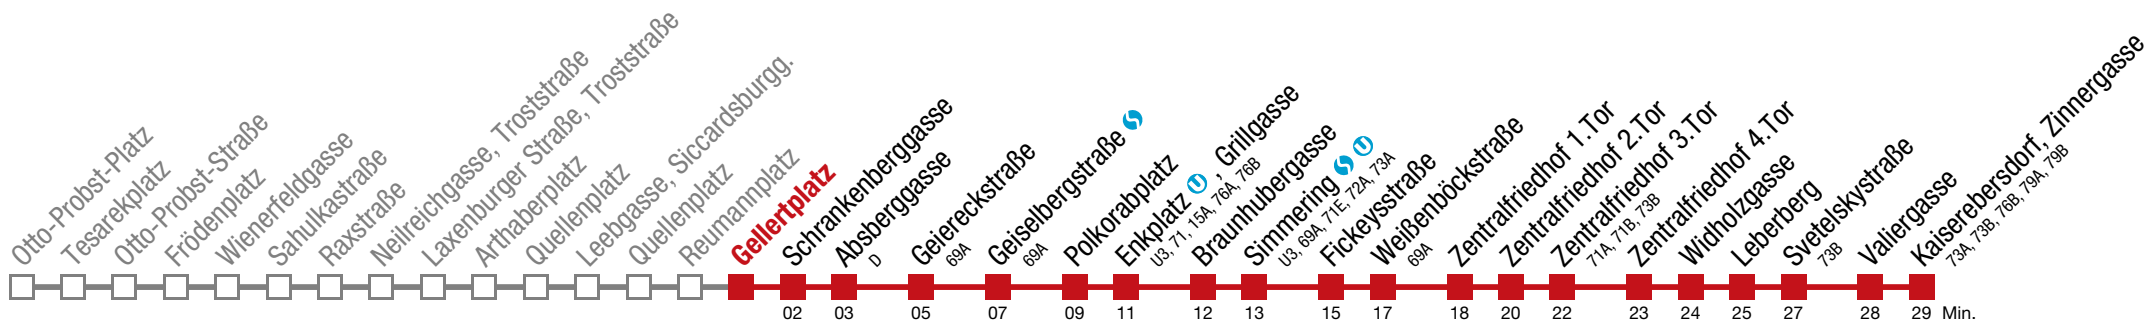 Otto-Probst-Platz
Tesarekplatz
Otto-Probst-Straße
Frödenplatz
Wienerfeldgasse
Sahulkastraße
Raxstraße
Neilreichgasse, Troststraße
Laxenburger Straße, Troststraße
Arthaberplatz
Quellenplatz
Leebgasse, Siccardsburgg.
Quellenplatz
Reumannplatz
Gellertplatz
Schrankenberggasse
Absberggasse
D
Geiereckstraße
69A
Geiselbergstraße
69A
Polkorabplatz
Enkplatz U, Grillgasse
U3, 71, 15A, 76A, 76B
Braunhubergasse
Simmering U
U3, 69A, 71E, 72A, 73A
Fickeysstraße
Weißenböckstraße
69A
Zentralfriedhof 1.Tor
Zentralfriedhof 2.Tor
Zentralfriedhof 3.Tor
71A, 71B, 73B
Zentralfriedhof 4.Tor
Widholzgasse
Leberberg
Svetelskystraße
73B
Valiergasse
Kaiserebersdorf, Zinnergasse
73A, 73B, 76B, 79A, 79B
02 03 05 07 09 11 12 13 15 17 18 20 22 23 24 25 27 28 29 Min.